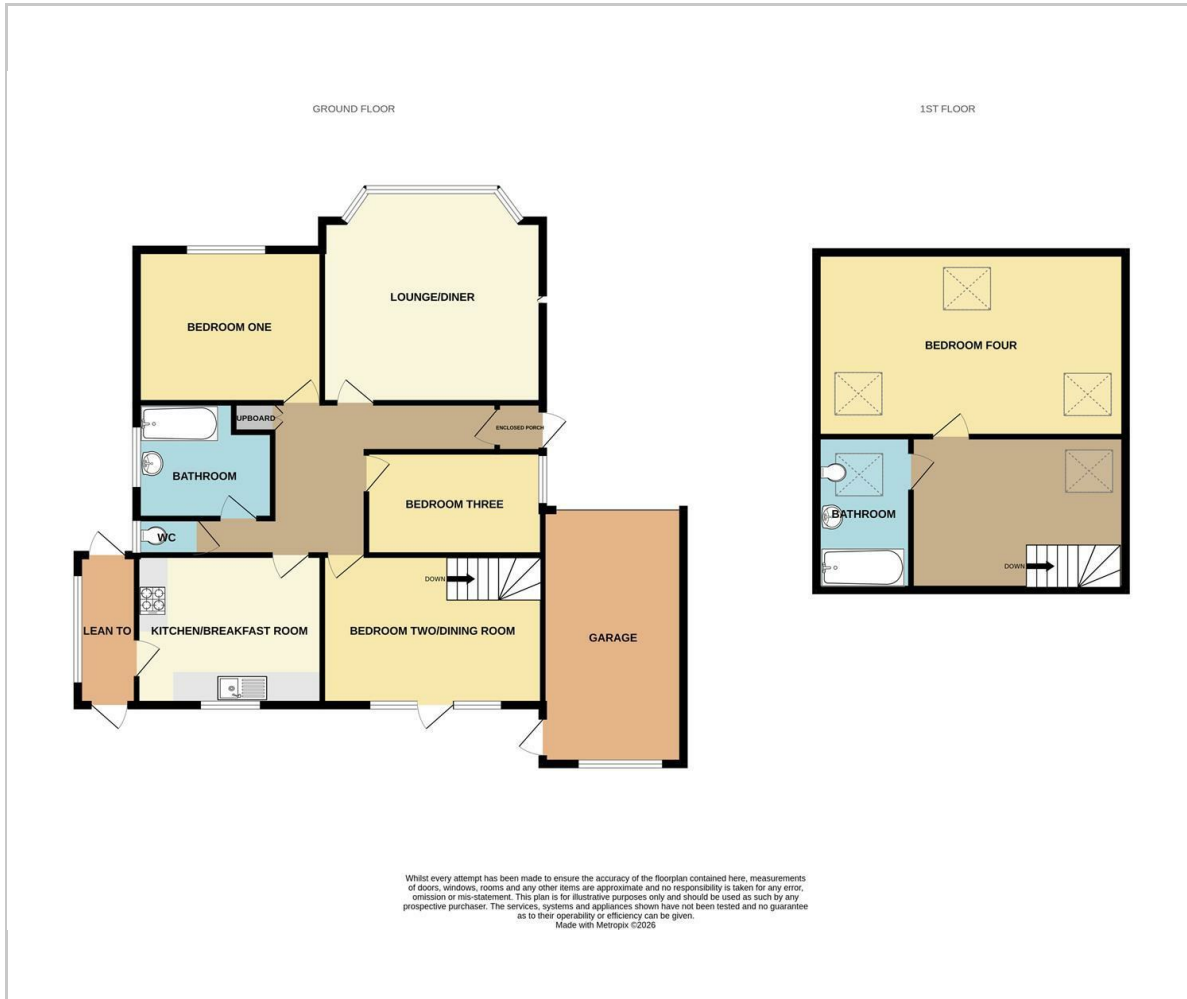 GROUND FLOOR
1ST FLOOR
LOUNGE/DINER
BEDROOM ONE
BEDROOM FOUR
UPBOARD
ENCLOSED PORCH
BATHROOM
BEDROOM THREE
BATHROOM
WC
DOWN
DOWN
LEAN TO
KITCHEN/BREAKFAST ROOM
BEDROOM TWO/DINING ROOM
GARAGE
Whilst every attempt has been made to ensure the accuracy of the floorplan contained here, measurements
of doors, windows, rooms and any other items are approximate and no responsibility is taken for any error,
omission or mis-statement. This plan is for illustrative purposes only and should be used as such by any
prospective purchaser. The services, systems and appliances shown have not been tested and no guarantee
as to their operability or efficiency can be given.
Made with Metropix ©2026